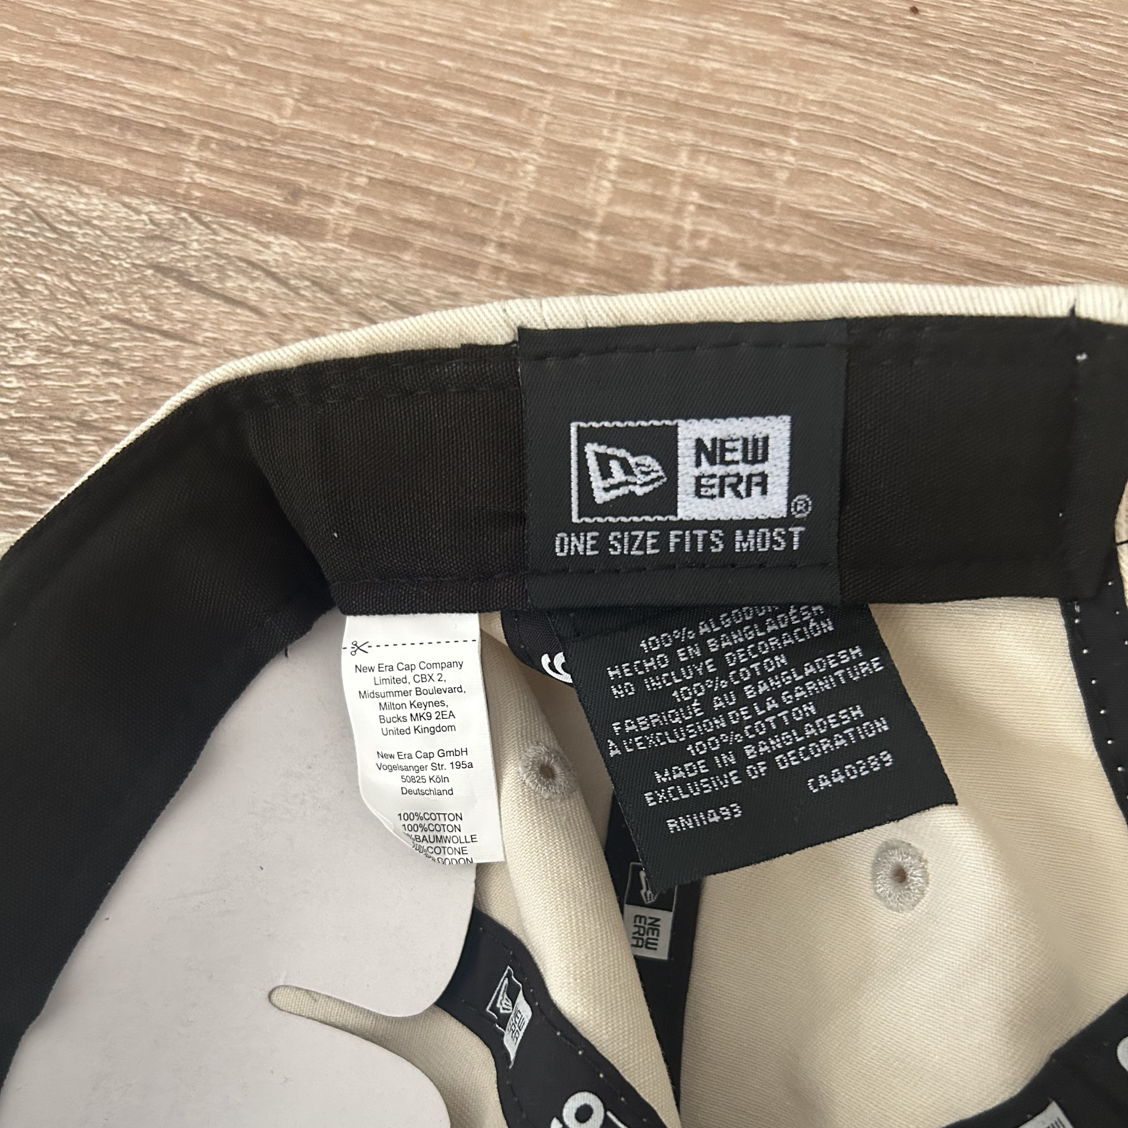 NEW
ERA
®
ONE SIZE FITS MOST
New Era Cap Company
Limited, CBX 2,
Midsummer Boulevard,
Milton Keynes,
Bucks MK9 2EA
United Kingdom
New Era Cap GmbH
Vogelsanger Str. 195a
50825 Köln
Deutschland
100%COTTON
100%COTON
%BAUMWOLLE
COTONE
100% ALGODÓN
HECHO EN BANGLADÉSH
NO INCLUYE DECORACIÓN
100%COTON
FABRIQUÉ AU BANGLADESH
À L'EXCLUSION DE LA GARNITURE
100%COTTON
MADE IN BANGLADESH
EXCLUSIVE OF DECORATION
RN11493
CA40289
NEW
ERA